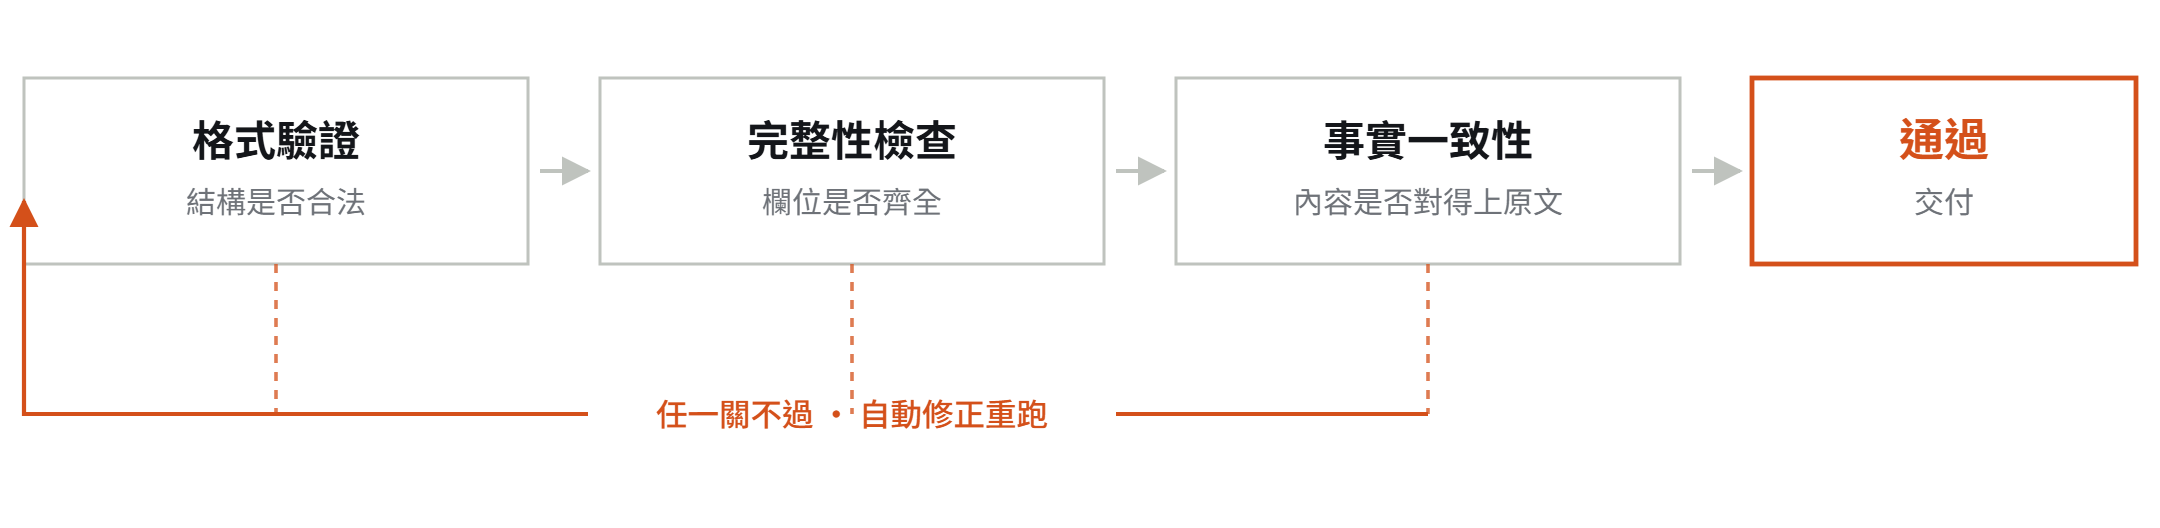 格式驗證
結構是否合法
完整性檢查
欄位是否齊全
事實一致性
內容是否對得上原文
通過
交付
任一關不過 · 自動修正重跑